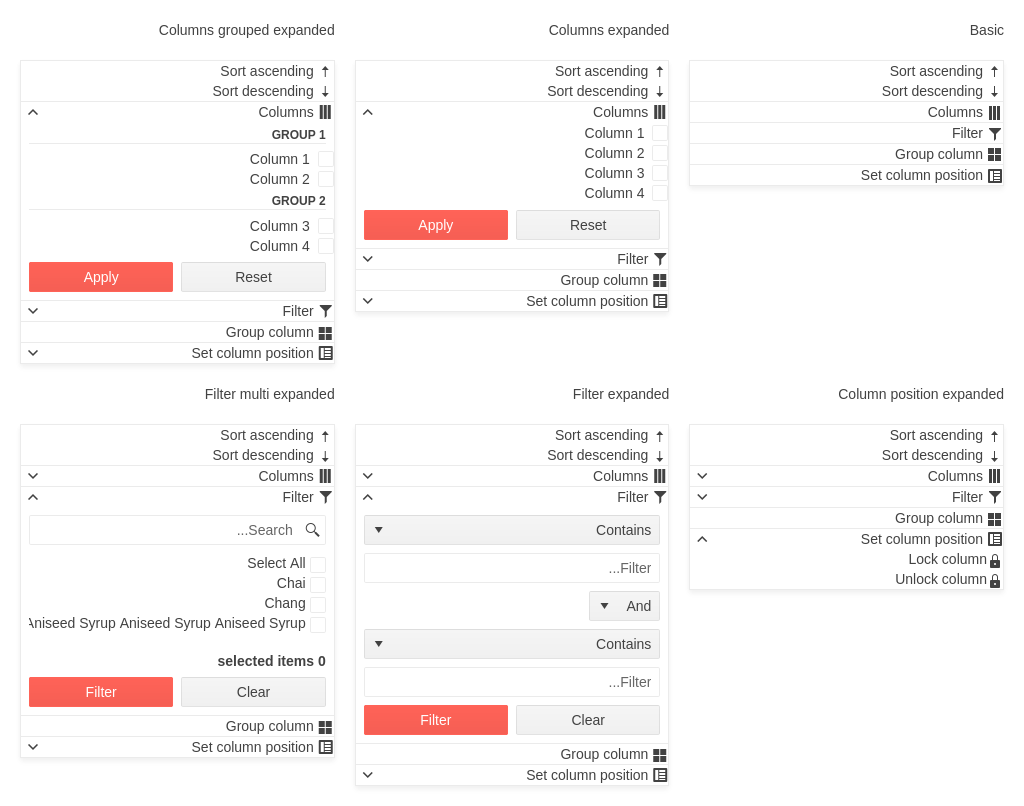 Columns grouped expanded
Sort ascending
Sort descending
Columns
GROUP 1
Column 1
Column 2
GROUP 2
Column 3
Column 4
Apply
Reset
Filter
Group column
Set column position
Columns expanded
Sort ascending
Sort descending
Columns
Column 1
Column 2
Column 3
Column 4
Apply
Reset
Filter
Group column
Set column position
Basic
Sort ascending
Sort descending
Columns
Filter
Group column
Set column position
Filter multi expanded
Sort ascending
Sort descending
Columns
Filter
...Search
Select All
Chai
Chang
Aniseed Syrup Aniseed Syrup Aniseed Syrup
selected items 0
Filter
Clear
Group column
Set column position
Filter expanded
Sort ascending
Sort descending
Columns
Filter
Contains
...Filter
And
Contains
...Filter
Filter
Clear
Group column
Set column position
Column position expanded
Sort ascending
Sort descending
Columns
Filter
Group column
Set column position
Lock column
Unlock column